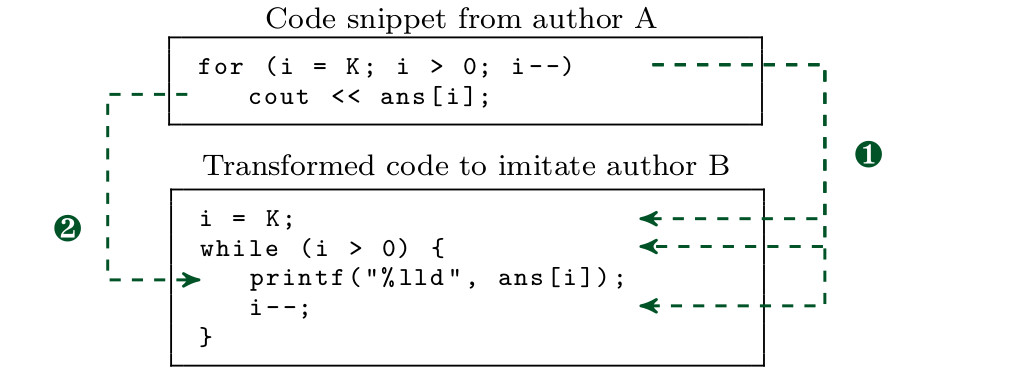 Code snippet from author A
for (i = K; i > 0; i--)
cout << ans[i];
❶
Transformed code to imitate author B
i = K;
❷
while (i > 0) {
printf("%lld", ans[i]);
i--;
}